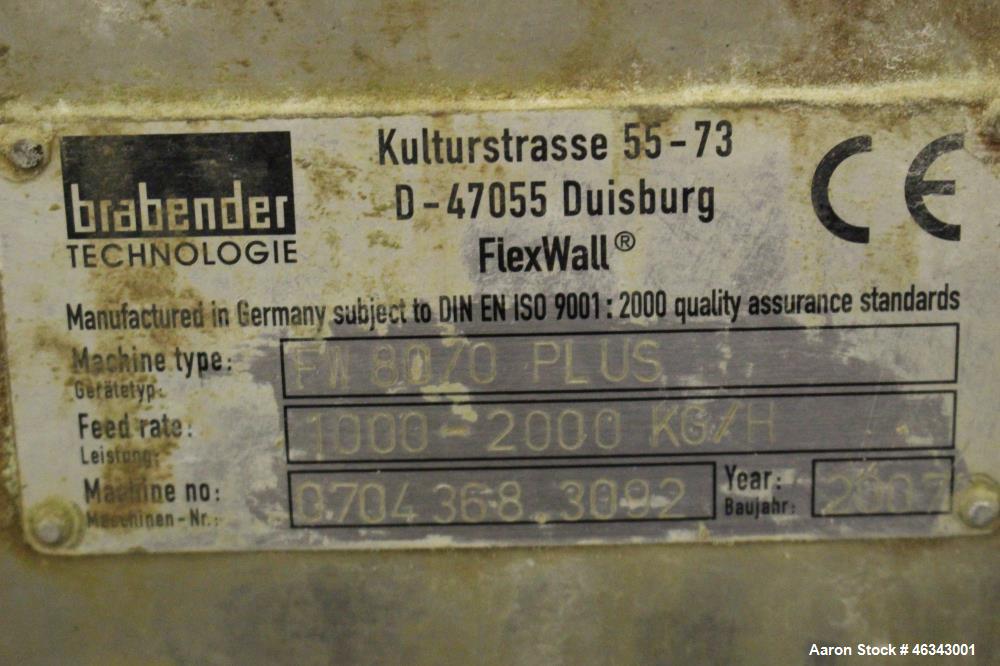 brabender
TECHNOLOGIE
Kulturstrasse 55-73
D-47055 Duisburg
FlexWall®
CE
Manufactured in Germany subject to DIN EN ISO 9001: 2000 quality assurance standards
Machine type: FW 80/0 PLUS
Gerätetyp:
Feed rate: 1000-2000 KG/H
Leistung:
Machine no: 0704 368.3092 Year: 2007
Maschinen-Nr.: Baujahr:
Aaron Stock # 46343001